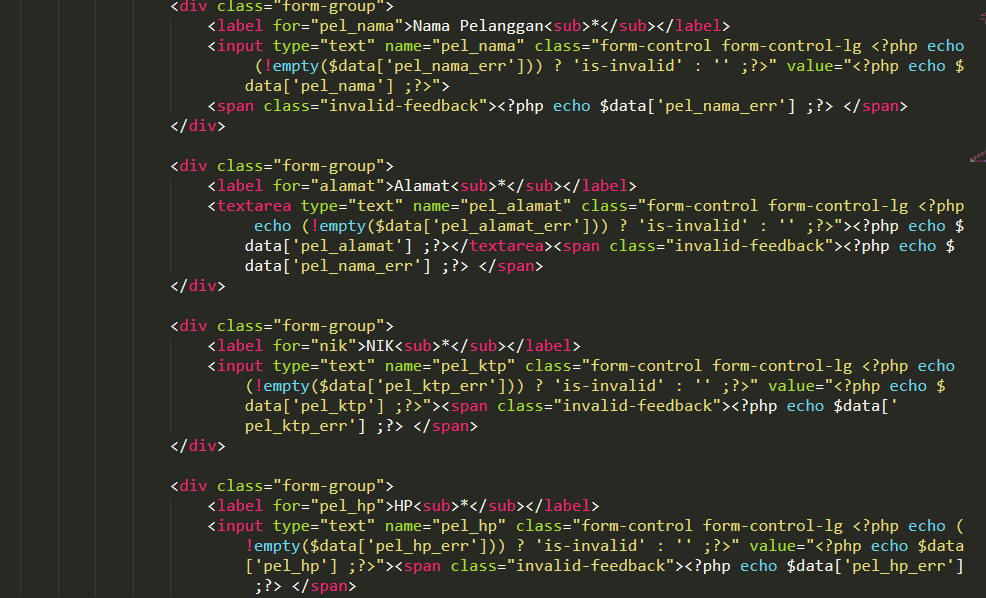 <div class="form-group">
<label for="pel_nama">Nama Pelanggan<sub>*</sub></label>
<input type="text" name="pel_nama" class="form-control form-control-lg <?php echo
(!empty($data['pel_nama_err'])) ? 'is-invalid' : '' ;?>" value="<?php echo $
data['pel_nama'] ;?>">
<span class="invalid-feedback"><?php echo $data['pel_nama_err'] ;?> </span>
</div>
<div class="form-group">
<label for="alamat">Alamat<sub>*</sub></label>
<textarea type="text" name="pel_alamat" class="form-control form-control-lg <?php
echo (!empty($data['pel_alamat_err'])) ? 'is-invalid' : '' ;?>"><?php echo $
data['pel_alamat'] ;?></textarea><span class="invalid-feedback"><?php echo $
data['pel_nama_err'] ;?> </span>
</div>
<div class="form-group">
<label for="nik">NIK<sub>*</sub></label>
<input type="text" name="pel_ktp" class="form-control form-control-lg <?php echo
(!empty($data['pel_ktp_err'])) ? 'is-invalid' : '' ;?>" value="<?php echo $
data['pel_ktp'] ;?>"><span class="invalid-feedback"><?php echo $data['
pel_ktp_err'] ;?> </span>
</div>
<div class="form-group">
<label for="pel_hp">HP<sub>*</sub></label>
<input type="text" name="pel_hp" class="form-control form-control-lg <?php echo (
!empty($data['pel_hp_err'])) ? 'is-invalid' : '' ;?>" value="<?php echo $data
['pel_hp'] ;?>"><span class="invalid-feedback"><?php echo $data['pel_hp_err']
;?> </span>